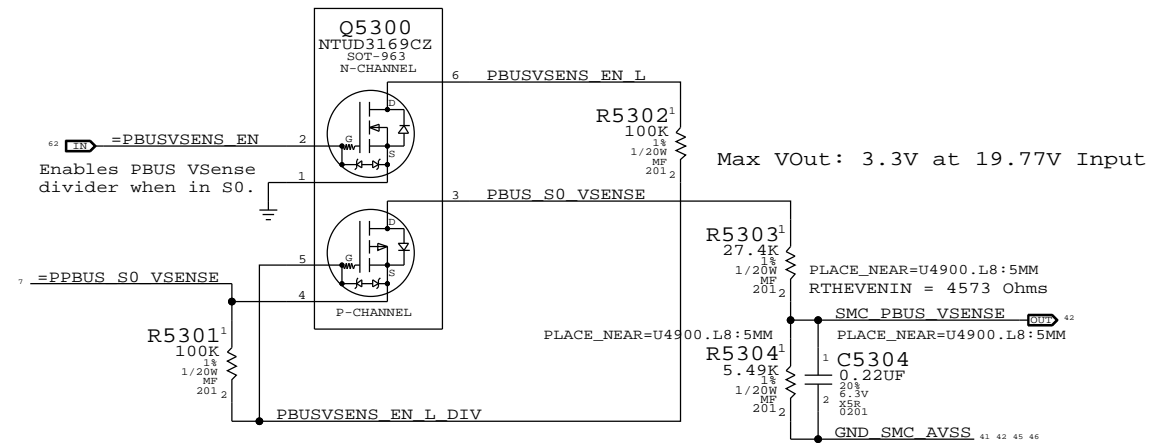 Q5300
NTUD3169CZ
SOT-963
N-CHANNEL
6 PBUSVSENS_EN_L
D
G
S
62 IN =PBUSVSENS_EN 2
Enables PBUS VSense
divider when in S0.
1
R5302 1
100K
1%
1/20W
MF
201 2
Max VOut: 3.3V at 19.77V Input
3 PBUS_S0_VSENSE
D
G
S
5
7 =PPBUS_S0_VSENSE
4
P-CHANNEL
R5303 1
27.4K
1%
1/20W
MF
201 2
PLACE_NEAR=U4900.L8:5MM
RTHEVENIN = 4573 Ohms
SMC_PBUS_VSENSE OUT 42
R5301 1
100K
1%
1/20W
MF
201 2
PLACE_NEAR=U4900.L8:5MM
PLACE_NEAR=U4900.L8:5MM
R5304 1
5.49K
1%
1/20W
MF
201 2
1 C5304
0.22UF
20%
6.3V
2 X5R
0201
PBUSVSENS_EN_L_DIV
GND_SMC_AVSS 41 42 45 46